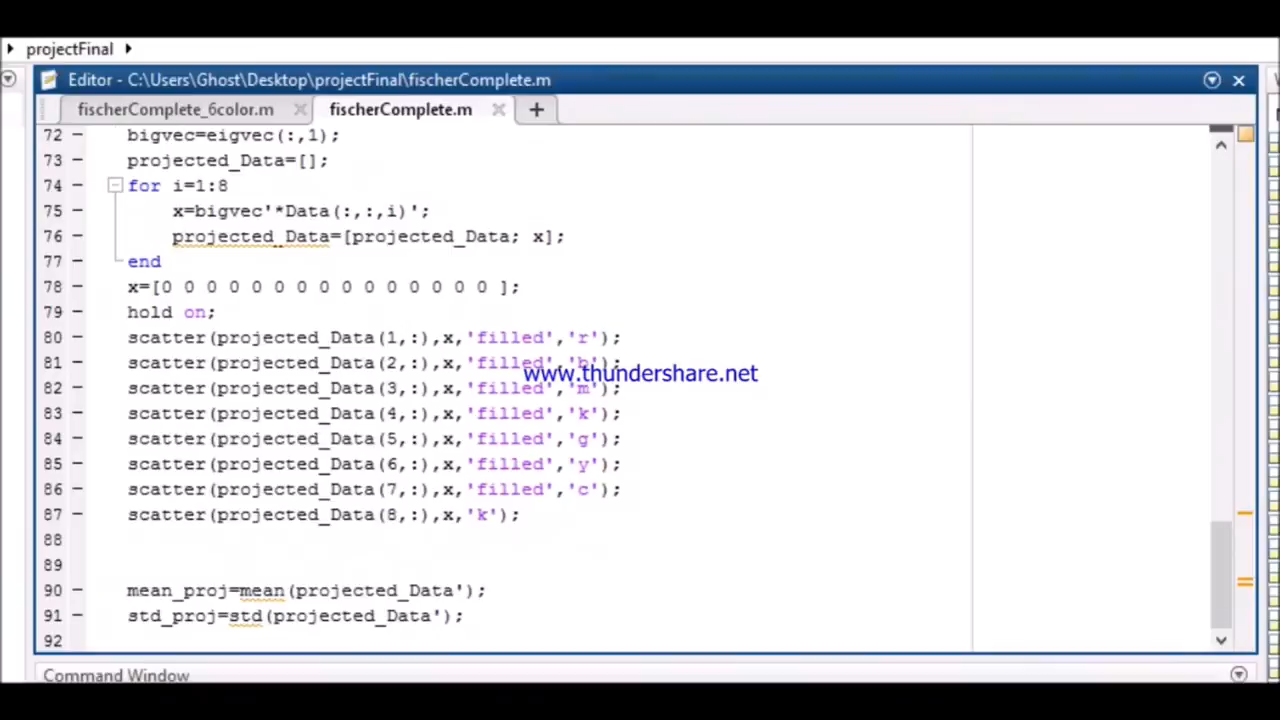 projectFinal
Editor - C:\Users\Ghost\Desktop\projectFinal\fischerComplete.m
fischerComplete_6color.m
fischerComplete.m
72 - bigvec=eigvec(:,1);
73 - projected_Data=[];
74 - for i=1:8
75 - x=bigvec'*Data(:,:,i)';
76 - projected_Data=[projected_Data; x];
77 - end
78 - x=[0 0 0 0 0 0 0 0 0 0 0 0 0 0 0 ];
79 - hold on;
80 - scatter(projected_Data(1,:),x,'filled','r');
81 - scatter(projected_Data(2,:),x,'filled','b');
www.thundershare.net
82 - scatter(projected_Data(3,:),x,'filled','m');
83 - scatter(projected_Data(4,:),x,'filled','k');
84 - scatter(projected_Data(5,:),x,'filled','g');
85 - scatter(projected_Data(6,:),x,'filled','y');
86 - scatter(projected_Data(7,:),x,'filled','c');
87 - scatter(projected_Data(8,:),x,'k');
88
89
90 - mean_proj=mean(projected_Data');
91 - std_proj=std(projected_Data');
92
Command Window